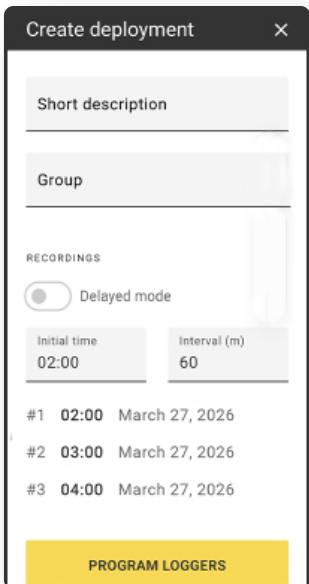 Create deployment ×
Short description
Group
RECORDINGS
Delayed mode
Initial time Interval (m)
02:00 60
#1 02:00 March 27, 2026
#2 03:00 March 27, 2026
#3 04:00 March 27, 2026
PROGRAM LOGGERS